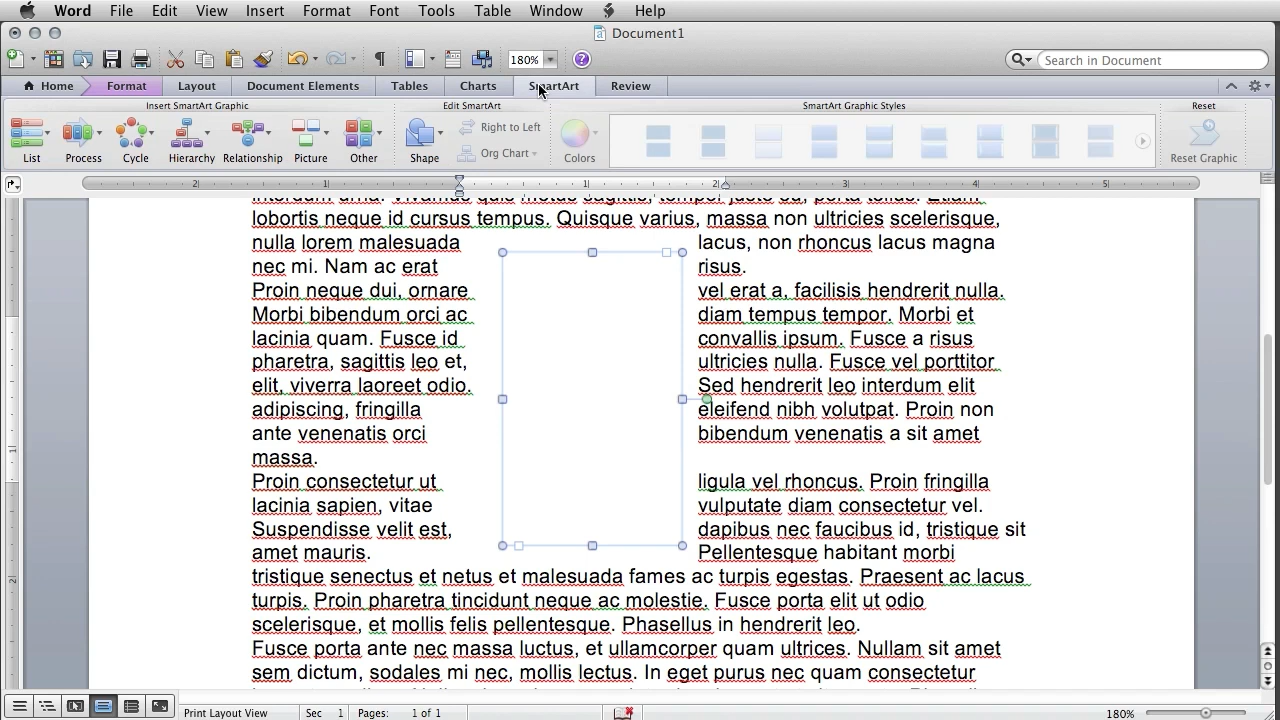 Word File Edit View Insert Format Font Tools Table Window Help
Document1
180% Search in Document
Home Format Layout Document Elements Tables Charts SmartArt Review
Insert SmartArt Graphic Edit SmartArt SmartArt Graphic Styles Reset
Right to Left
Org Chart
List Process Cycle Hierarchy Relationship Picture Other Shape Colors Reset Graphic
2 1 1 2 3 4 5
lobortis neque id cursus tempus. Quisque varius, massa non ultricies scelerisque,
nulla lorem malesuada lacus, non rhoncus lacus magna
nec mi. Nam ac erat risus.
Proin neque dui, ornare vel erat a, facilisis hendrerit nulla.
Morbi bibendum orci ac diam tempus tempor. Morbi et
lacinia quam. Fusce id convallis ipsum. Fusce a risus
pharetra, sagittis leo et, ultricies nulla. Fusce vel porttitor
elit, viverra laoreet odio. Sed hendrerit leo interdum elit
adipiscing, fringilla eleifend nibh volutpat. Proin non
ante venenatis orci bibendum venenatis a sit amet
massa.
Proin consectetur ut ligula vel rhoncus. Proin fringilla
lacinia sapien, vitae vulputate diam consectetur vel.
Suspendisse velit est, dapibus nec faucibus id, tristique sit
amet mauris. Pellentesque habitant morbi
tristique senectus et netus et malesuada fames ac turpis egestas. Praesent ac lacus
turpis. Proin pharetra tincidunt neque ac molestie. Fusce porta elit ut odio
scelerisque, et mollis felis pellentesque. Phasellus in hendrerit leo.
Fusce porta ante nec massa luctus, et ullamcorper quam ultrices. Nullam sit amet
sem dictum, sodales mi nec, mollis lectus. In eget purus nec quam consectetur
Print Layout View Sec 1 Pages: 1 of 1 180%